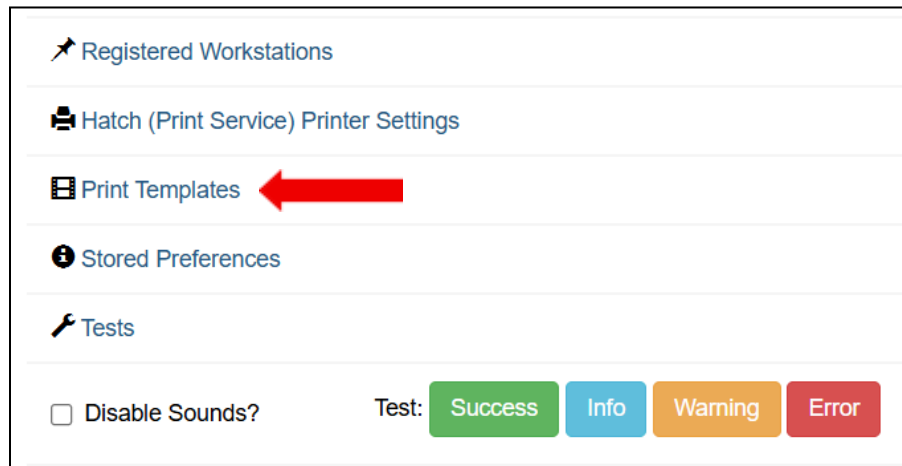 Registered Workstations
Hatch (Print Service) Printer Settings
Print Templates
Stored Preferences
Tests
Disable Sounds? Test: Success Info Warning Error